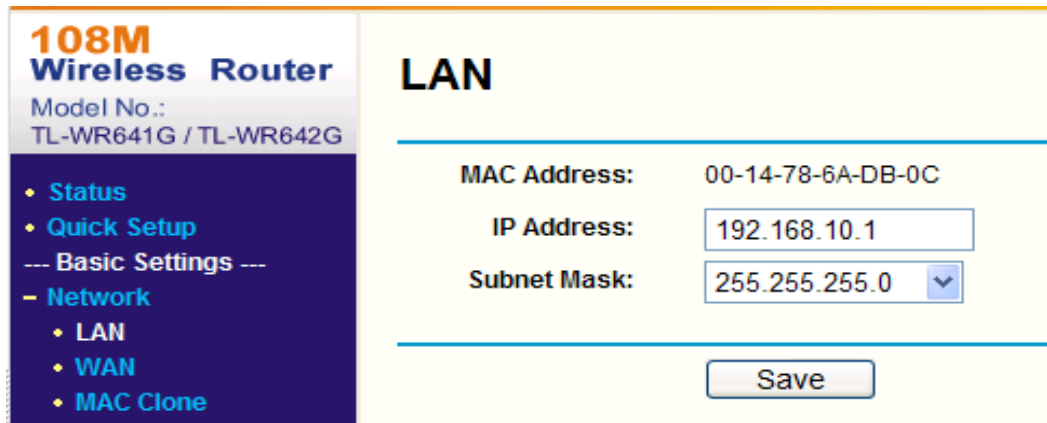 108M
Wireless Router
Model No.:
TL-WR641G / TL-WR642G
• Status
• Quick Setup
--- Basic Settings ---
– Network
• LAN
• WAN
• MAC Clone
LAN
MAC Address: 00-14-78-6A-DB-0C
IP Address: 192.168.10.1
Subnet Mask: 255.255.255.0
Save